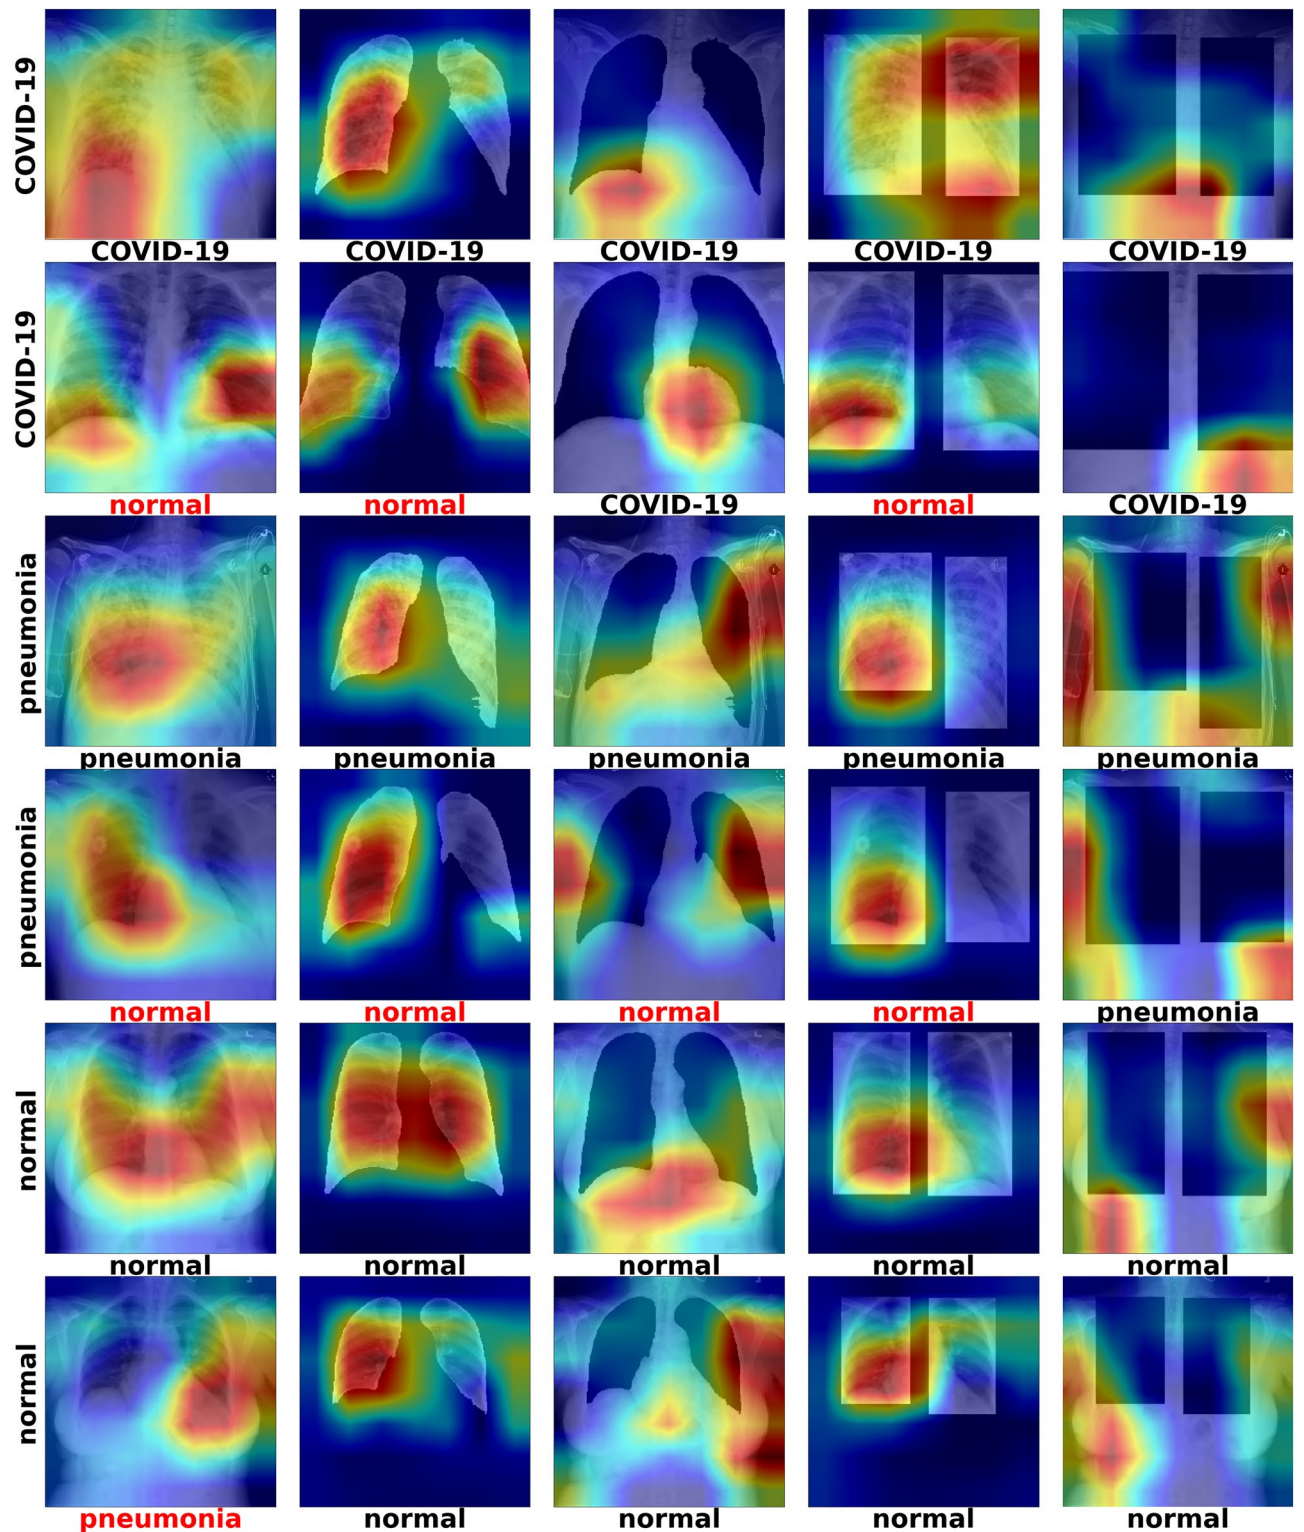 COVID-19
COVID-19 COVID-19 COVID-19 COVID-19 COVID-19
COVID-19
normal normal COVID-19 normal COVID-19
pneumonia
pneumonia pneumonia pneumonia pneumonia pneumonia
pneumonia
normal normal normal normal pneumonia
normal
normal normal normal normal normal
normal
pneumonia normal normal normal normal